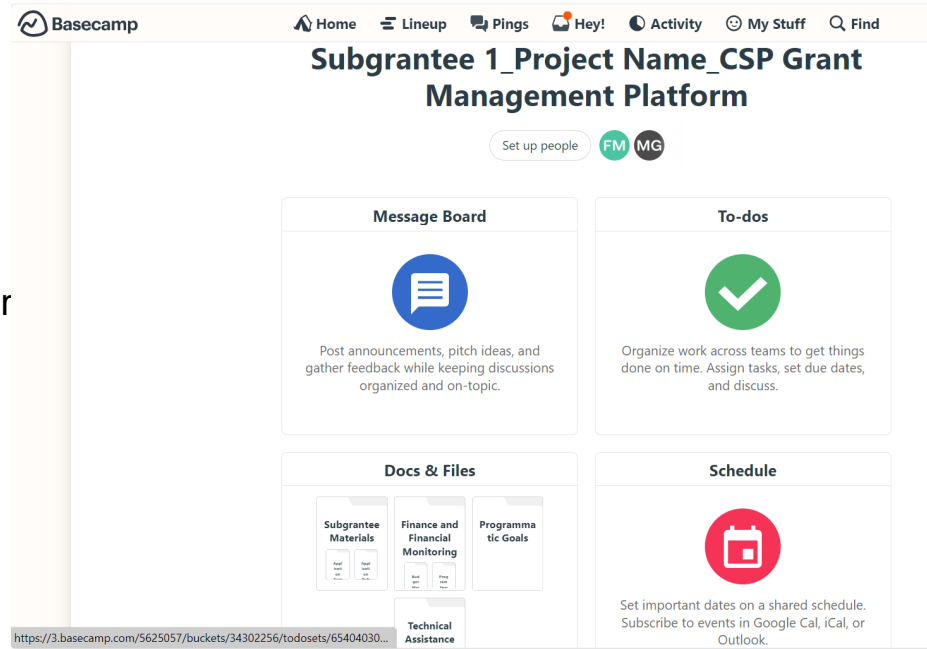 Basecamp
Home
Lineup
Pings
Hey!
Activity
My Stuff
Find
Subgrantee 1_Project Name_CSP Grant
Management Platform
Set up people
FM
MG
r
Message Board
Post announcements, pitch ideas, and
gather feedback while keeping discussions
organized and on-topic.
To-dos
Organize work across teams to get things
done on time. Assign tasks, set due dates,
and discuss.
Docs & Files
Subgrantee
Materials
Finance and
Financial
Monitoring
Programma
tic Goals
Technical
Assistance
Schedule
Set important dates on a shared schedule.
Subscribe to events in Google Cal, iCal, or
Outlook.
https://3.basecamp.com/5625057/buckets/34302256/todosets/65404030...